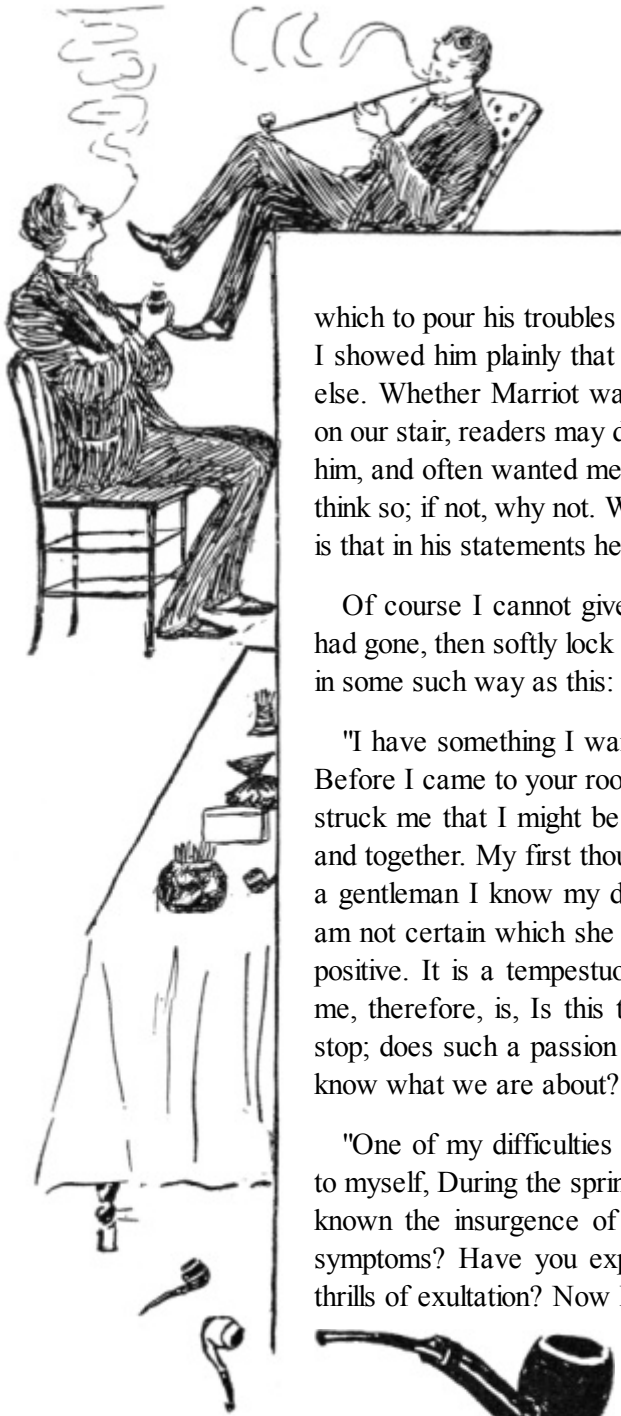 which to pour his troubles
I showed him plainly that
else. Whether Marriot wa
on our stair, readers may d
him, and often wanted me
think so; if not, why not. W
is that in his statements he
Of course I cannot give
had gone, then softly lock
in some such way as this:
"I have something I wa
Before I came to your roo
struck me that I might be
and together. My first thou
a gentleman I know my d
am not certain which she
positive. It is a tempestuo
me, therefore, is, Is this t
stop; does such a passion
know what we are about?
"One of my difficulties
to myself, During the sprin
known the insurgence of
symptoms? Have you exp
thrills of exultation? Now I